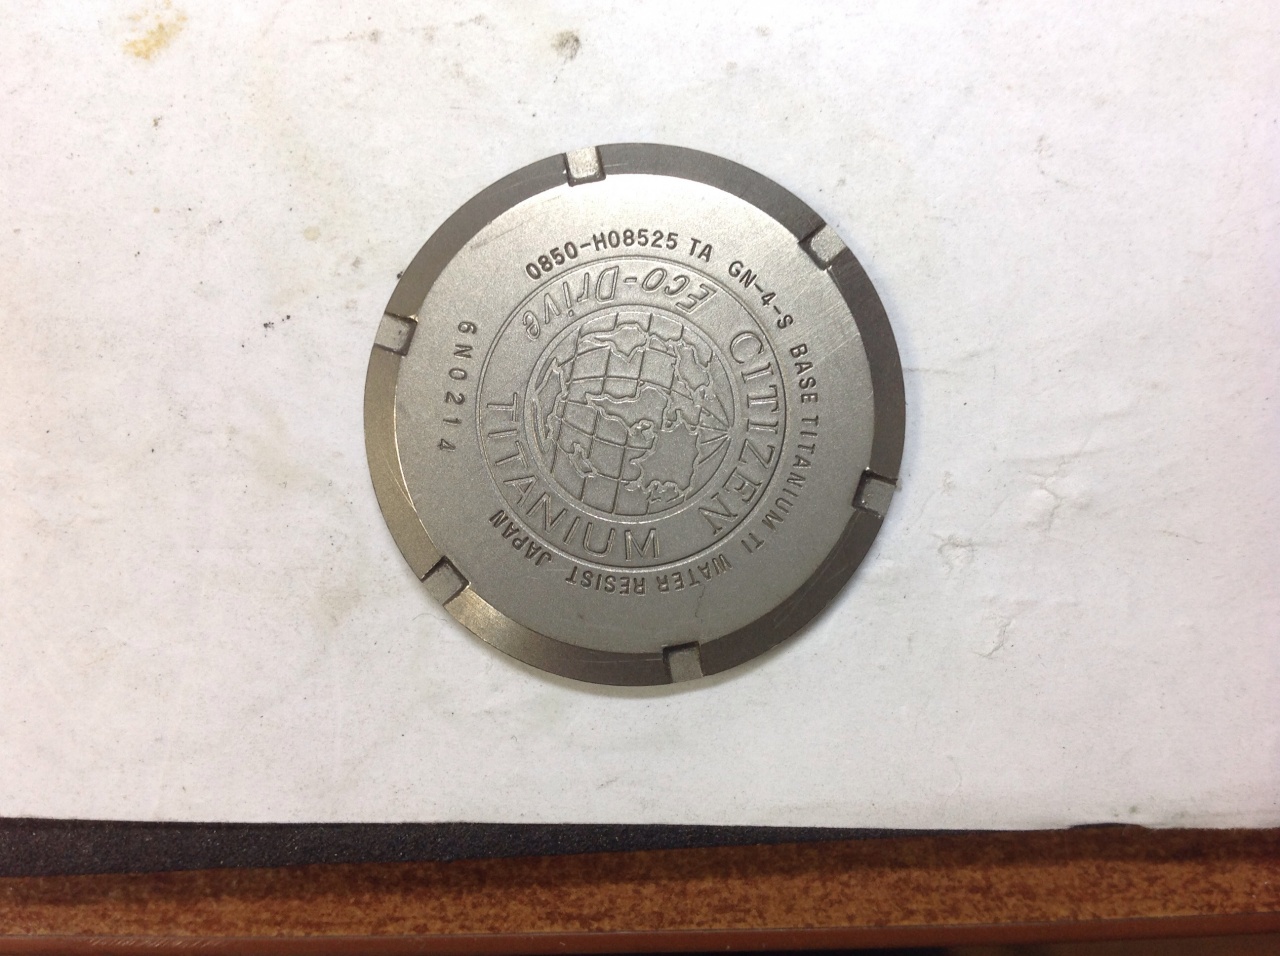 0850-H08525 TA GN-4-S BASE TITANIUM TI WATER RESIST JAPAN
6N0214
Eco-Drive
CITIZEN
TITANIUM